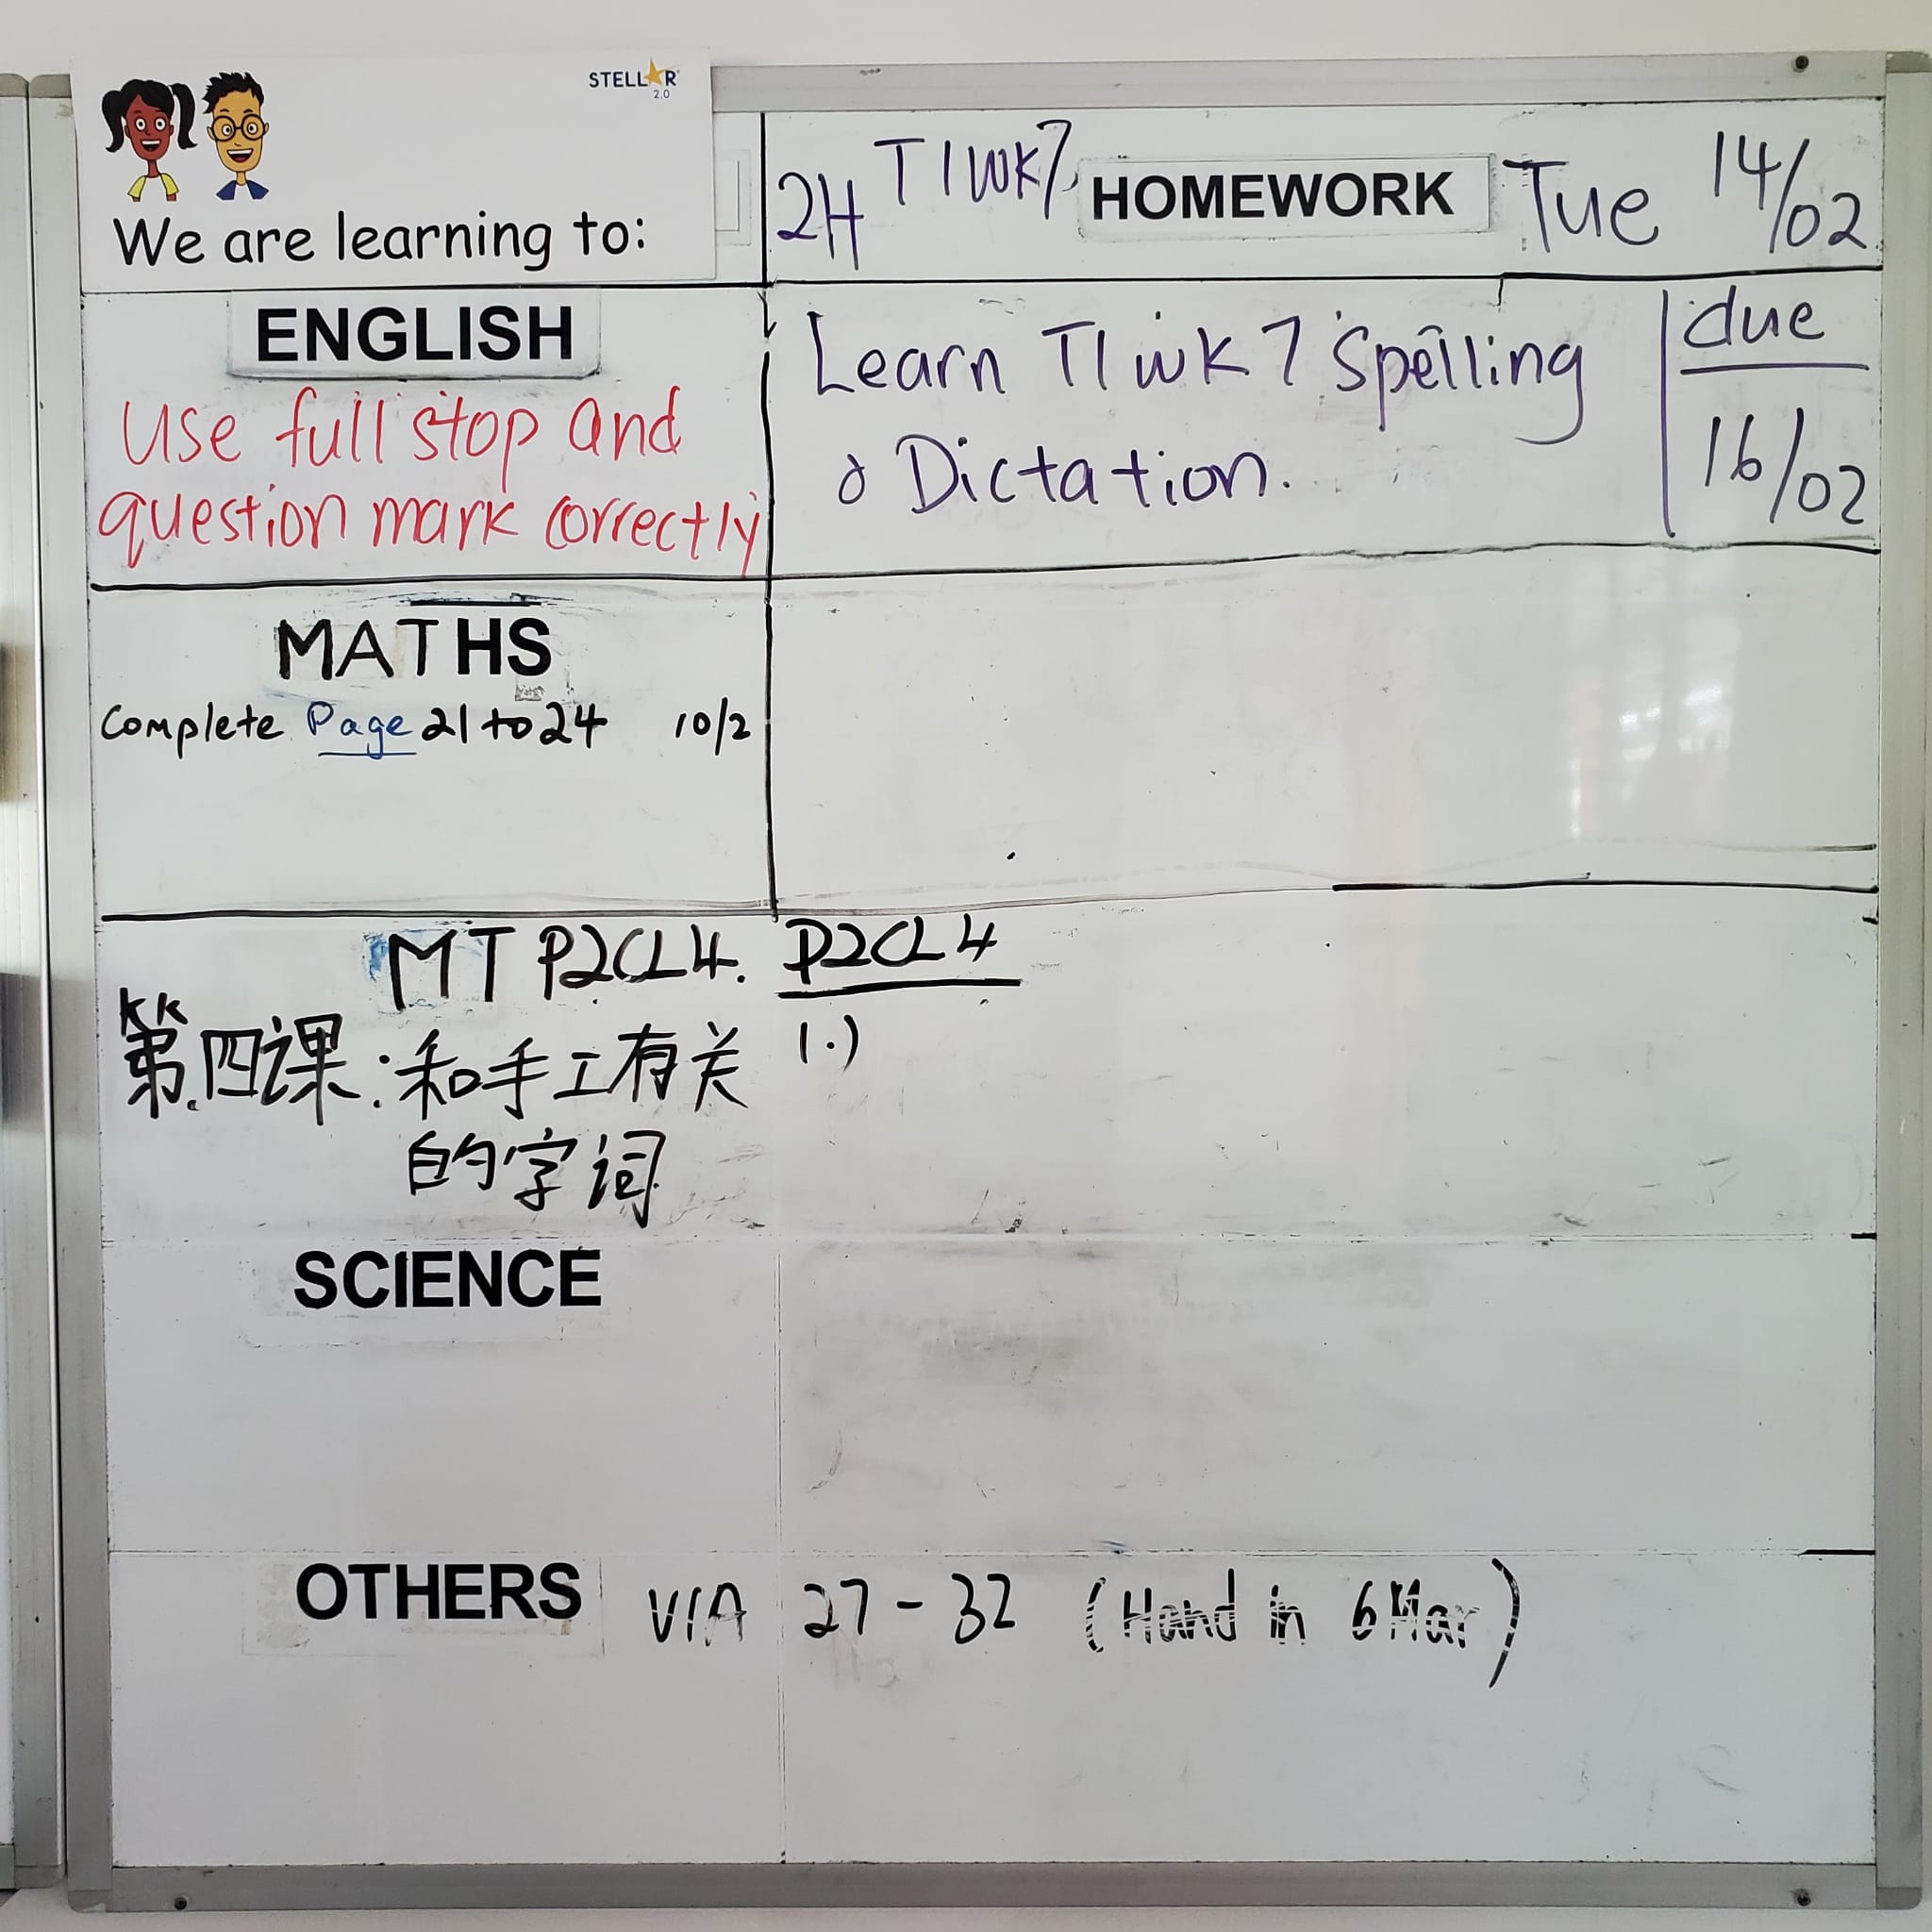 STELLAR 2.0
We are learning to:
2H T1 WK7 HOMEWORK Tue 14/02
ENGLISH
Use full stop and
question mark correctly
Learn T1 WK 7 Spelling
& Dictation.
due
16/02
MATHS
Complete Page 21 to 24 10/2
MT P2CL4.
KK
第四课:和手工有关
的字词
P2CL4
1.)
SCIENCE
OTHERS VIA 27 - 32 (Hand in 6 Mar)